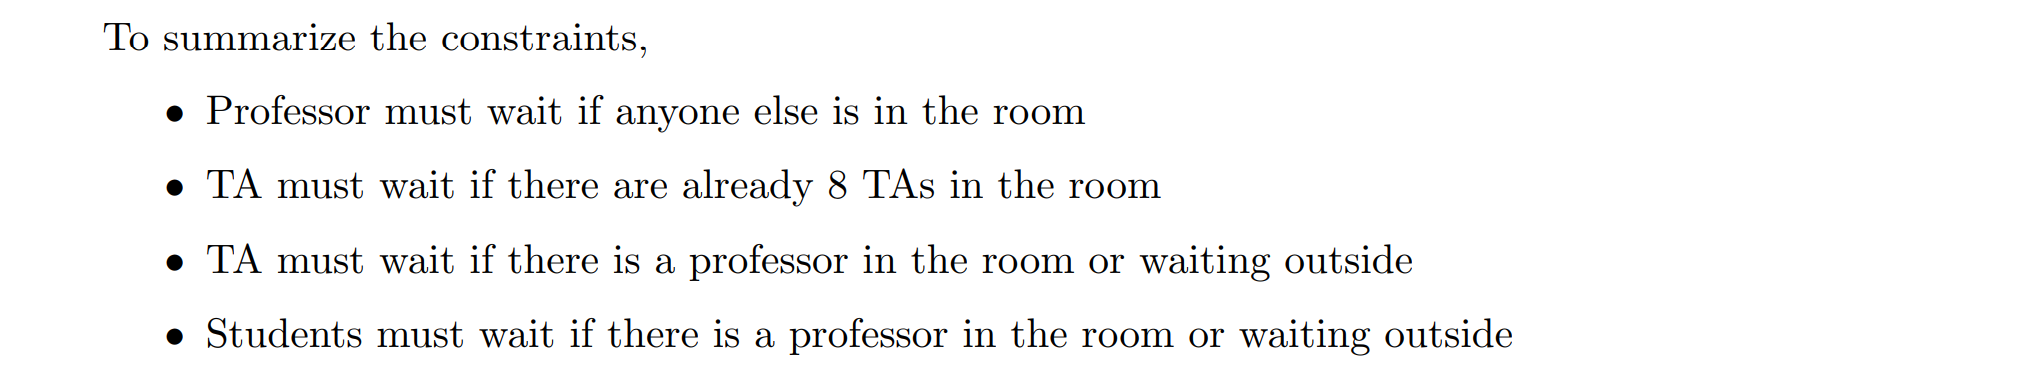 To summarize the constraints,
• Professor must wait if anyone else is in the room
• TA must wait if there are already 8 TAs in the room
• TA must wait if there is a professor in the room or waiting outside
• Students must wait if there is a professor in the room or waiting outside